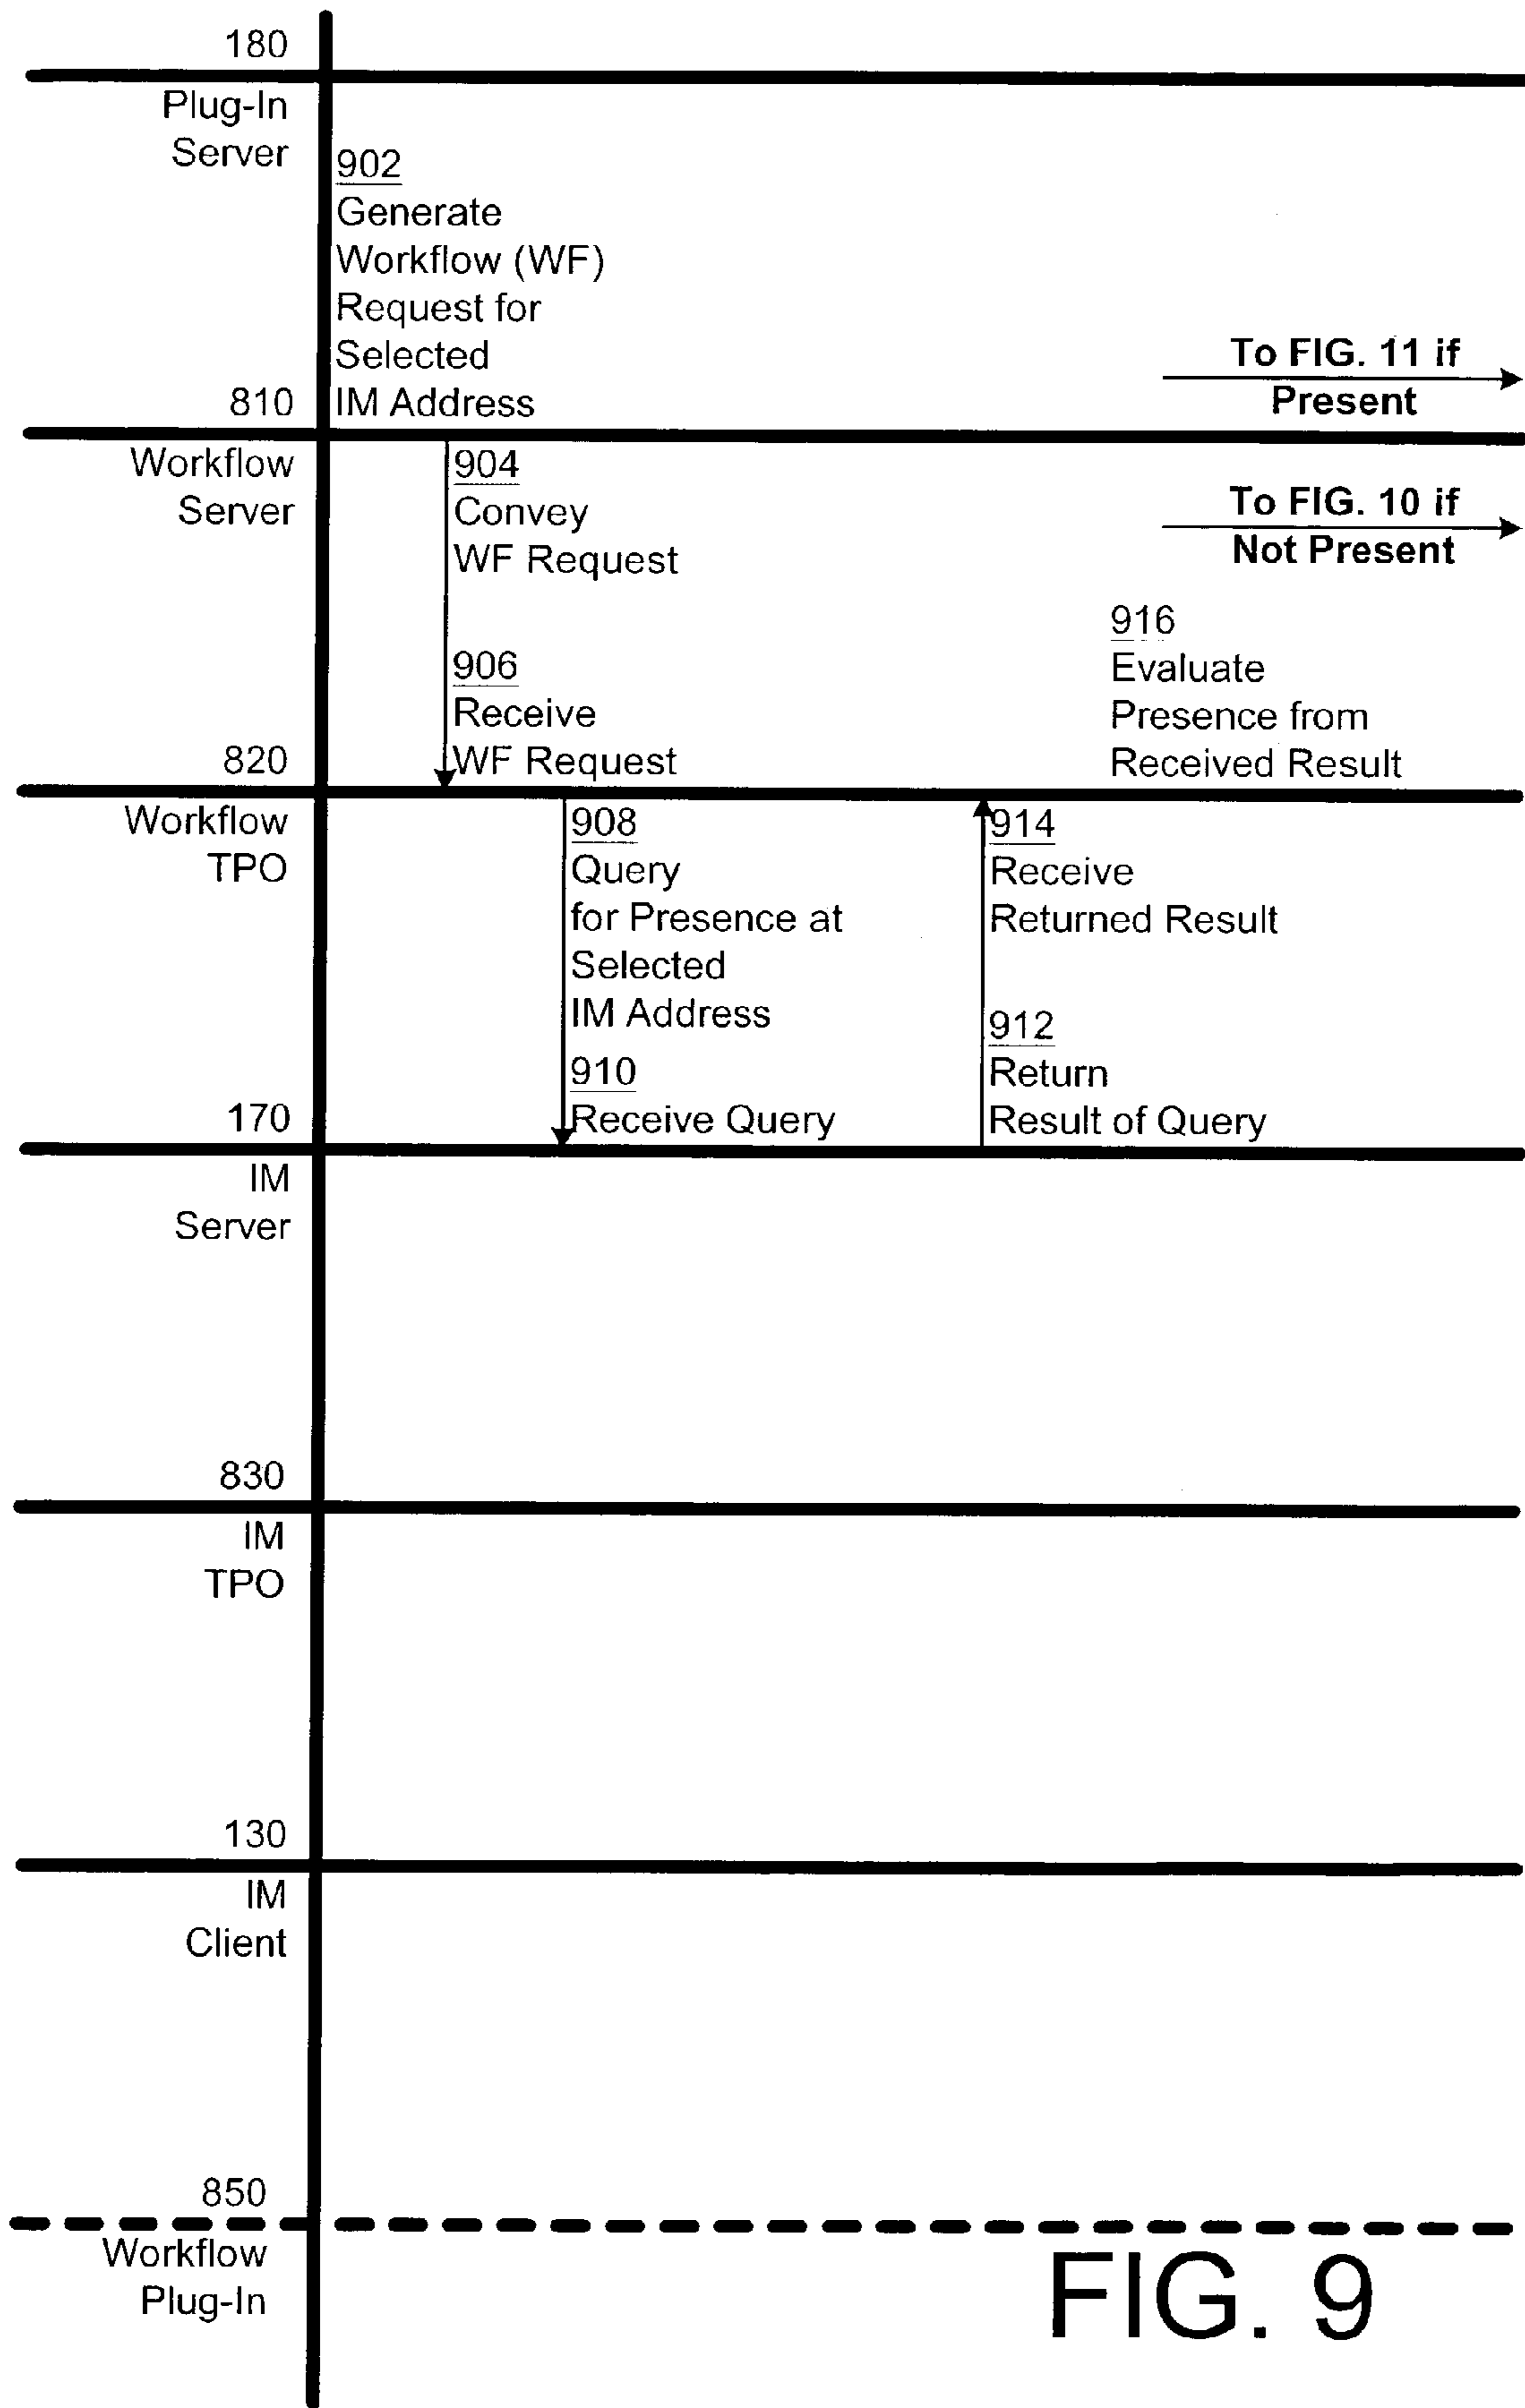 180
Plug-In
Server
902
Generate
Workflow (WF)
Request for
Selected
IM Address
To FIG. 11 if
Present
810
Workflow
Server
904
Convey
WF Request
906
Receive
WF Request
To FIG. 10 if
Not Present
916
Evaluate
Presence from
Received Result
820
Workflow
TPO
908
Query
for Presence at
Selected
IM Address
910
Receive Query
914
Receive
Returned Result
912
Return
Result of Query
170
IM
Server
830
IM
TPO
130
IM
Client
850
Workflow
Plug-In
FIG. 9